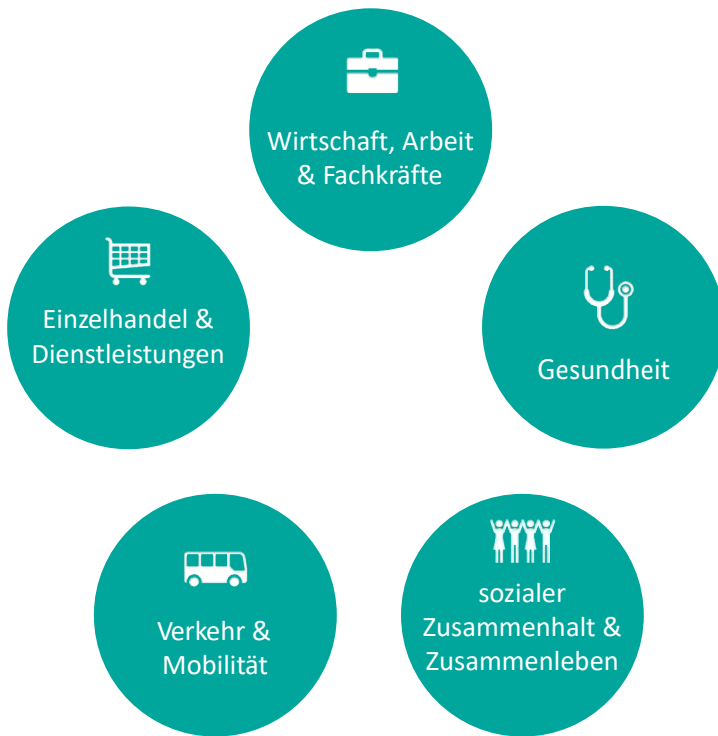 Wirtschaft, Arbeit
& Fachkräfte
Einzelhandel &
Dienstleistungen
Gesundheit
Verkehr &
Mobilität
sozialer
Zusammenhalt &
Zusammenleben